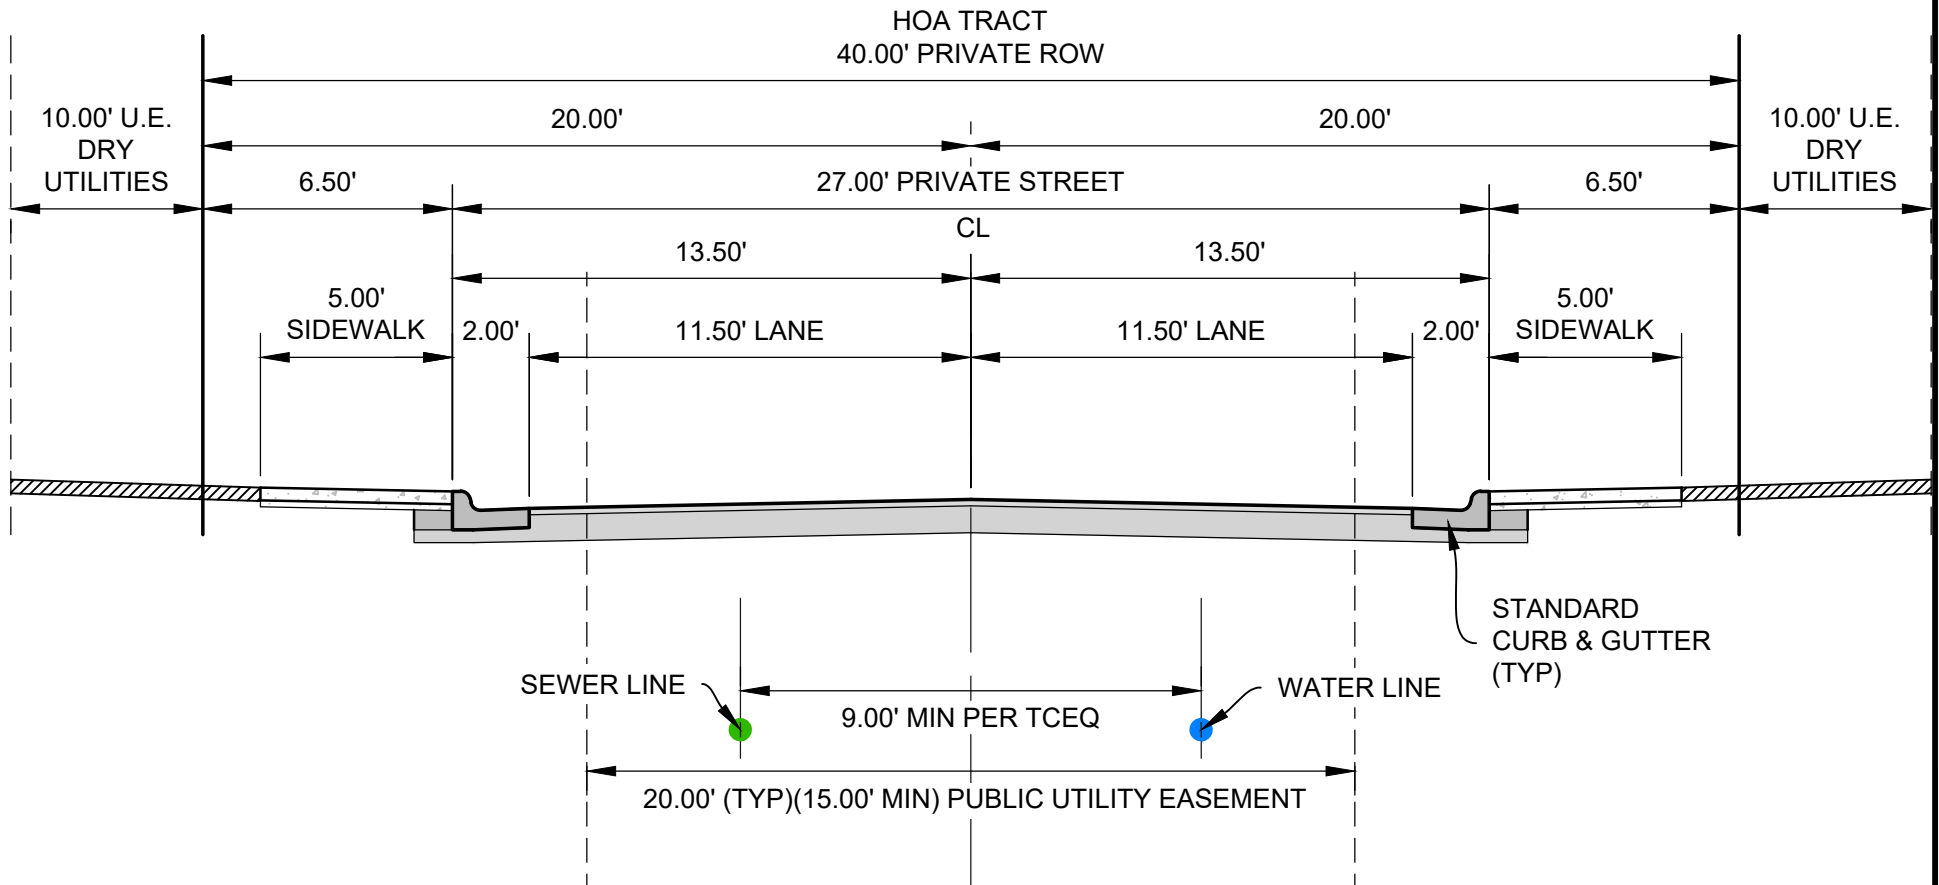 HOA TRACT
40.00' PRIVATE ROW
10.00' U.E.
DRY
UTILITIES
20.00'
20.00'
10.00' U.E.
DRY
UTILITIES
6.50'
27.00' PRIVATE STREET
6.50'
CL
13.50'
13.50'
5.00'
SIDEWALK
2.00'
11.50' LANE
11.50' LANE
2.00'
5.00'
SIDEWALK
STANDARD
CURB & GUTTER
(TYP)
SEWER LINE
WATER LINE
9.00' MIN PER TCEQ
20.00' (TYP)(15.00' MIN) PUBLIC UTILITY EASEMENT